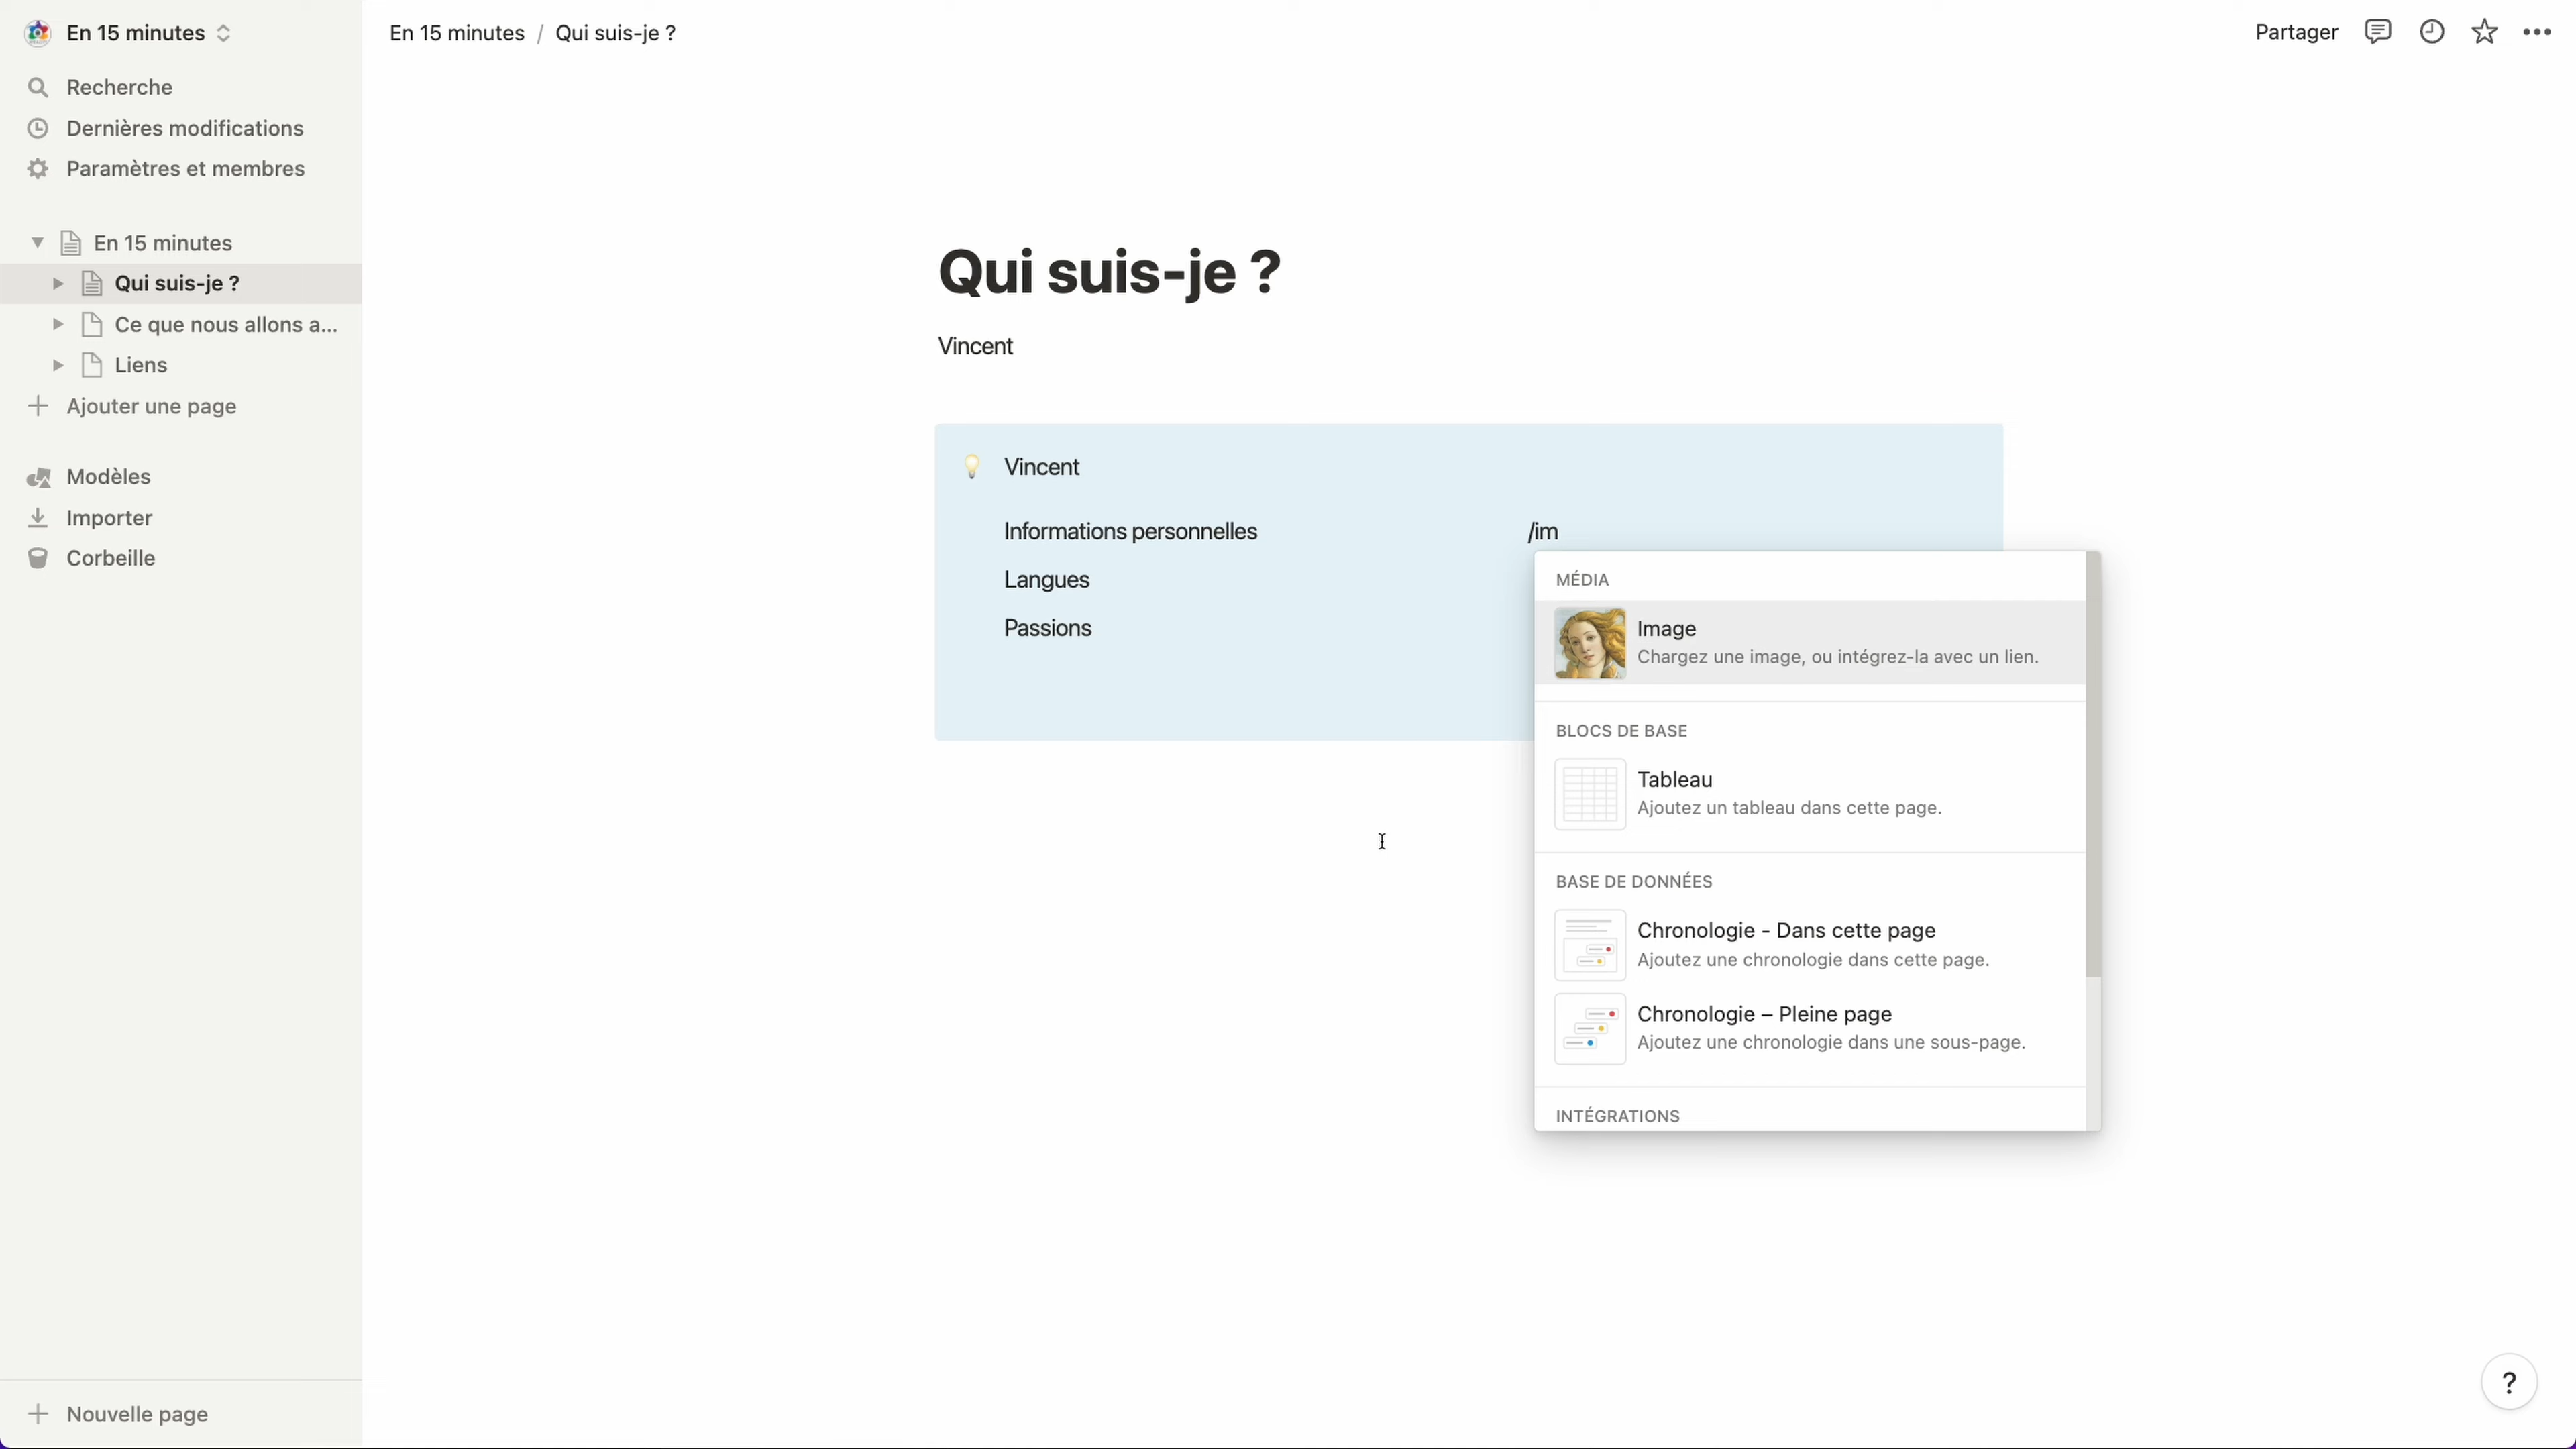 En 15 minutes
Recherche
Dernières modifications
Paramètres et membres
En 15 minutes
Qui suis-je ?
Ce que nous allons a...
Liens
Ajouter une page
Modèles
Importer
Corbeille
Nouvelle page
En 15 minutes / Qui suis-je ?
Partager
Qui suis-je ?
Vincent
Vincent
Informations personnelles
/im
Langues
Passions
MÉDIA
Image
Chargez une image, ou intégrez-la avec un lien.
BLOCS DE BASE
Tableau
Ajoutez un tableau dans cette page.
BASE DE DONNÉES
Chronologie - Dans cette page
Ajoutez une chronologie dans cette page.
Chronologie – Pleine page
Ajoutez une chronologie dans une sous-page.
INTÉGRATIONS
?